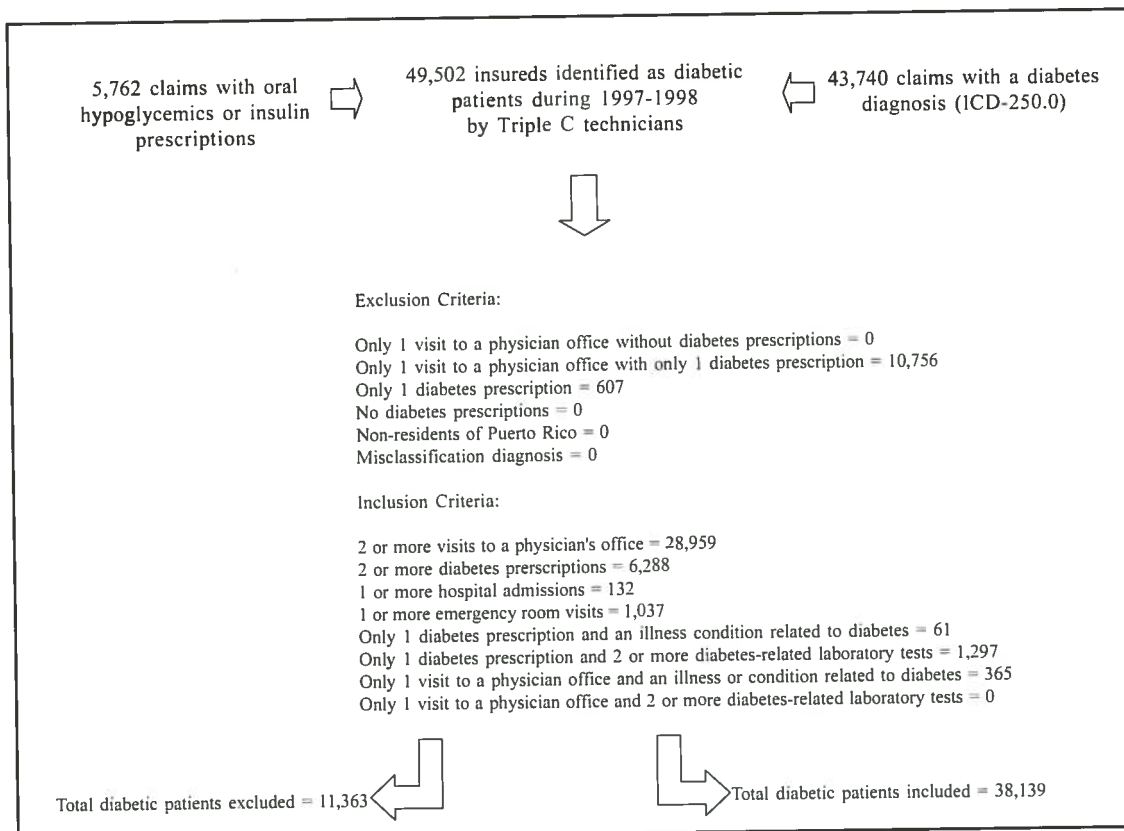 5,762 claims with oral
hypoglycemics or insulin
prescriptions
49,502 insureds identified as diabetic
patients during 1997-1998
by Triple C technicians
43,740 claims with a diabetes
diagnosis (ICD-250.0)
Exclusion Criteria:
Only 1 visit to a physician office without diabetes prescriptions = 0
Only 1 visit to a physician office with only 1 diabetes prescription = 10,756
Only 1 diabetes prescription = 607
No diabetes prescriptions = 0
Non-residents of Puerto Rico = 0
Misclassification diagnosis = 0
Inclusion Criteria:
2 or more visits to a physician's office = 28,959
2 or more diabetes prerscriptions = 6,288
1 or more hospital admissions = 132
1 or more emergency room visits = 1,037
Only 1 diabetes prescription and an illness condition related to diabetes = 61
Only 1 diabetes prescription and 2 or more diabetes-related laboratory tests = 1,297
Only 1 visit to a physician office and an illness or condition related to diabetes = 365
Only 1 visit to a physician office and 2 or more diabetes-related laboratory tests = 0
Total diabetic patients excluded = 11,363
Total diabetic patients included = 38,139